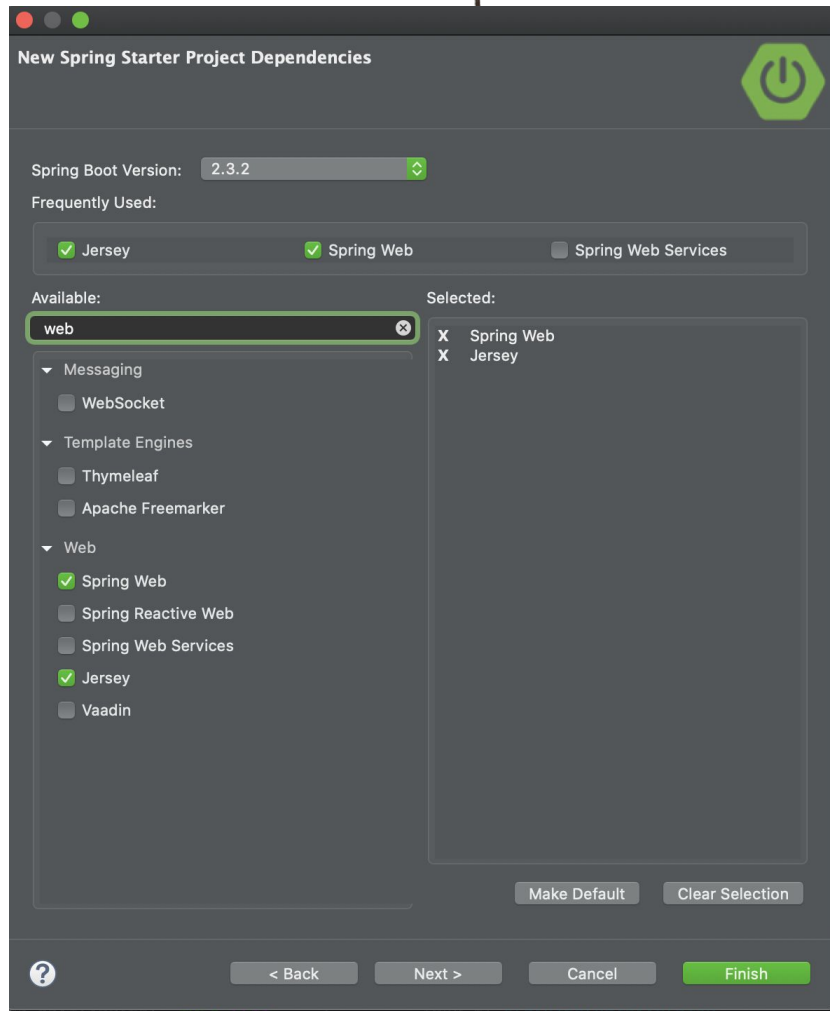 New Spring Starter Project Dependencies
Spring Boot Version: 2.3.2
Frequently Used:
Jersey Spring Web Spring Web Services
Available: Selected:
web
X Spring Web
X Jersey
Messaging
WebSocket
Template Engines
Thymeleaf
Apache Freemarker
Web
Spring Web
Spring Reactive Web
Spring Web Services
Jersey
Vaadin
Make Default Clear Selection
? < Back Next > Cancel Finish